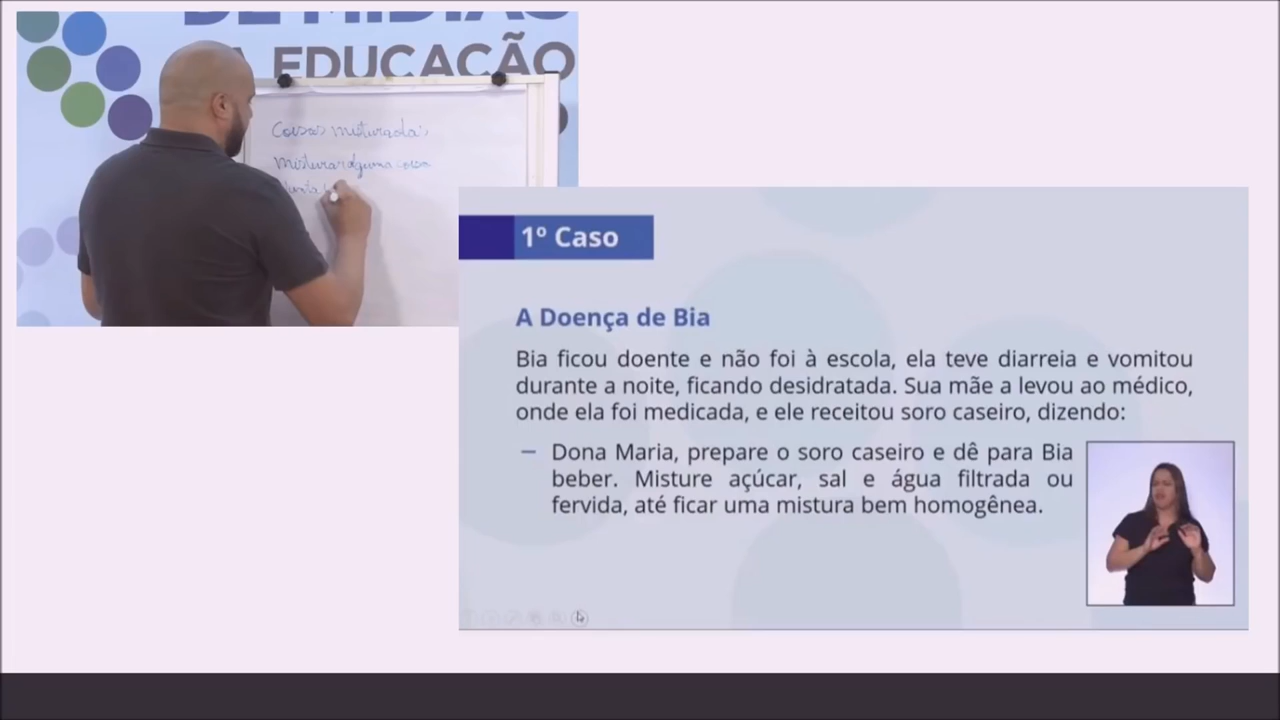 DE MÍDIAS
EDUCAÇÃO
Coisas misturadas
misturar alguma coisa
1º Caso
A Doença de Bia
Bia ficou doente e não foi à escola, ela teve diarreia e vomitou
durante a noite, ficando desidratada. Sua mãe a levou ao médico,
onde ela foi medicada, e ele receitou soro caseiro, dizendo:
– Dona Maria, prepare o soro caseiro e dê para Bia
beber. Misture açúcar, sal e água filtrada ou
fervida, até ficar uma mistura bem homogênea.